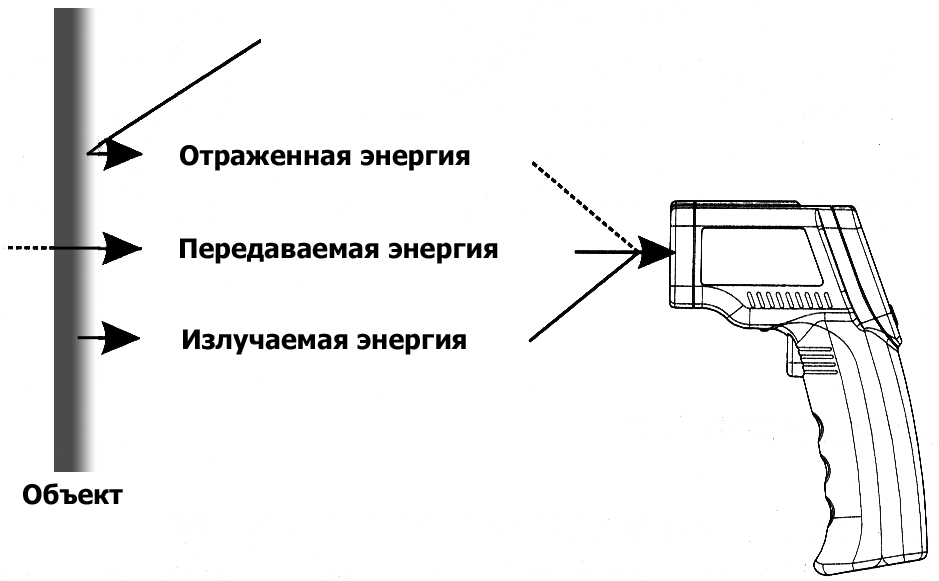 Отраженная энергия
Передаваемая энергия
Излучаемая энергия
Объект